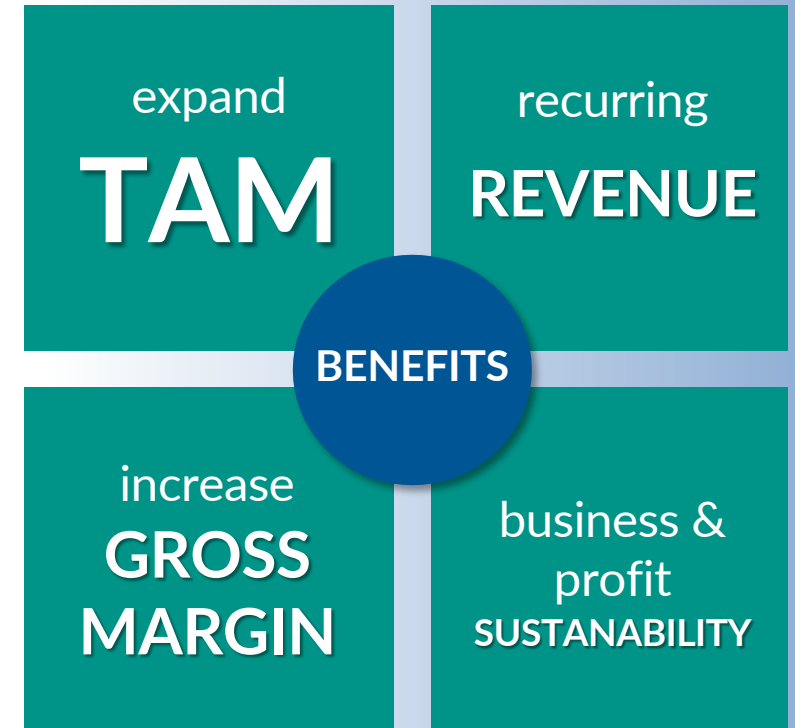 expand
TAM
recurring
REVENUE
BENEFITS
increase
GROSS
MARGIN
business &
profit
SUSTANABILITY